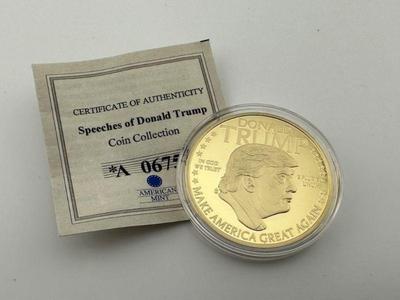 CERTIFICATE OF AUTHENTICITY
Speeches of Donald Trump
Coin Collection
*A 067
AMERICAN
MINT
DONALD
TRUMP
IN GOD
WE TRUST
MAKE AMERICA GREAT AGAIN